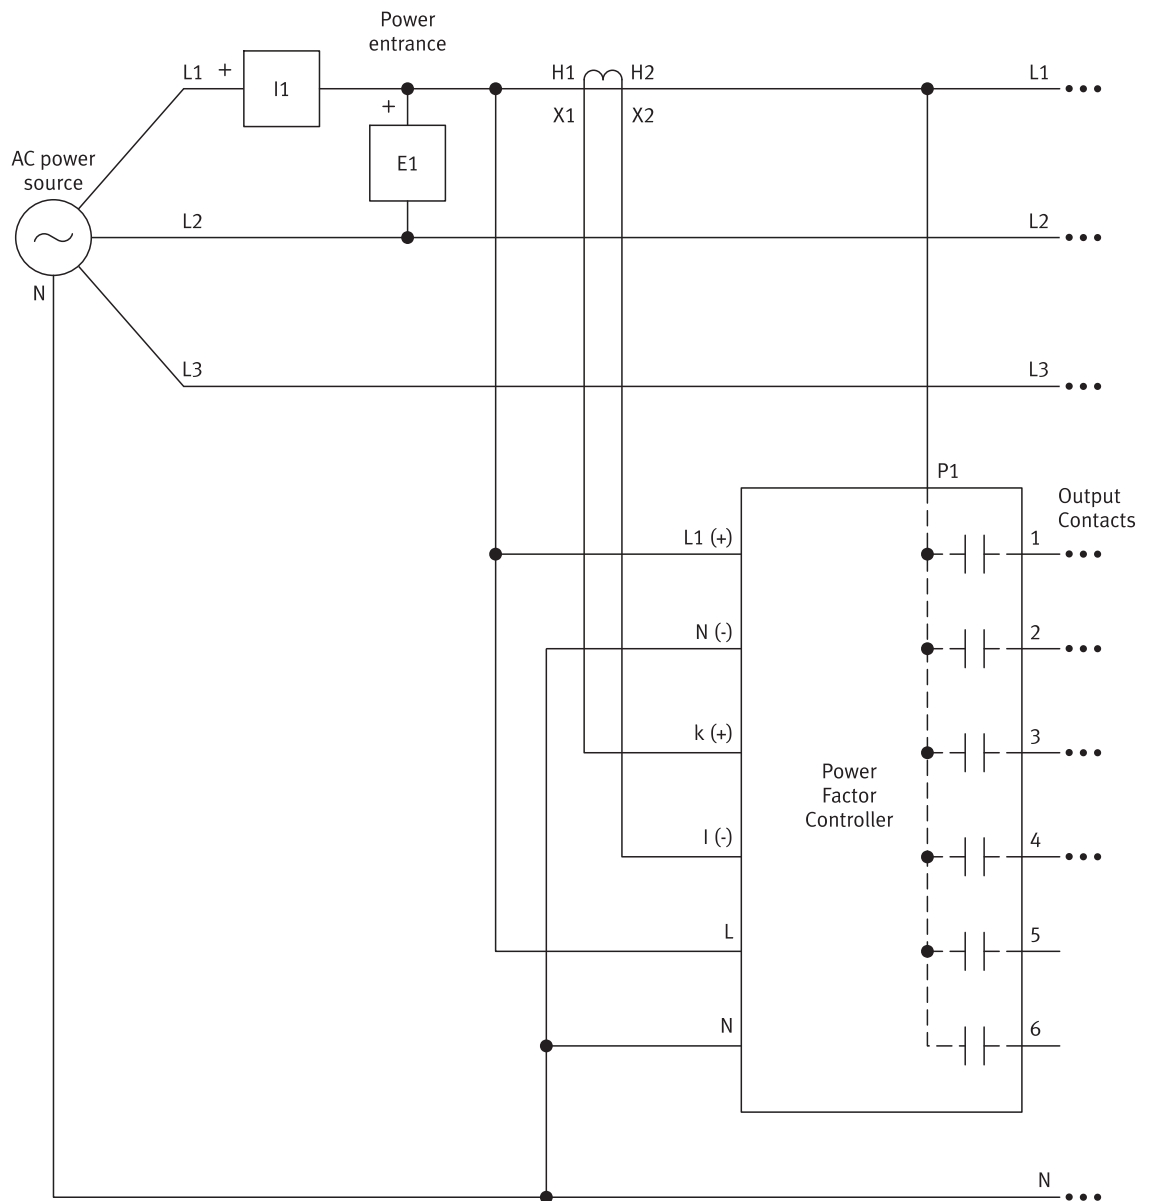 Power
entrance
L1
+
I1
H1
H2
L1
+
X1
X2
E1
AC power
source
L2
L2
N
L3
L3
P1
Output
Contacts
L1 (+)
1
N (-)
2
k (+)
3
Power
Factor
Controller
l (-)
4
L
5
N
6
N